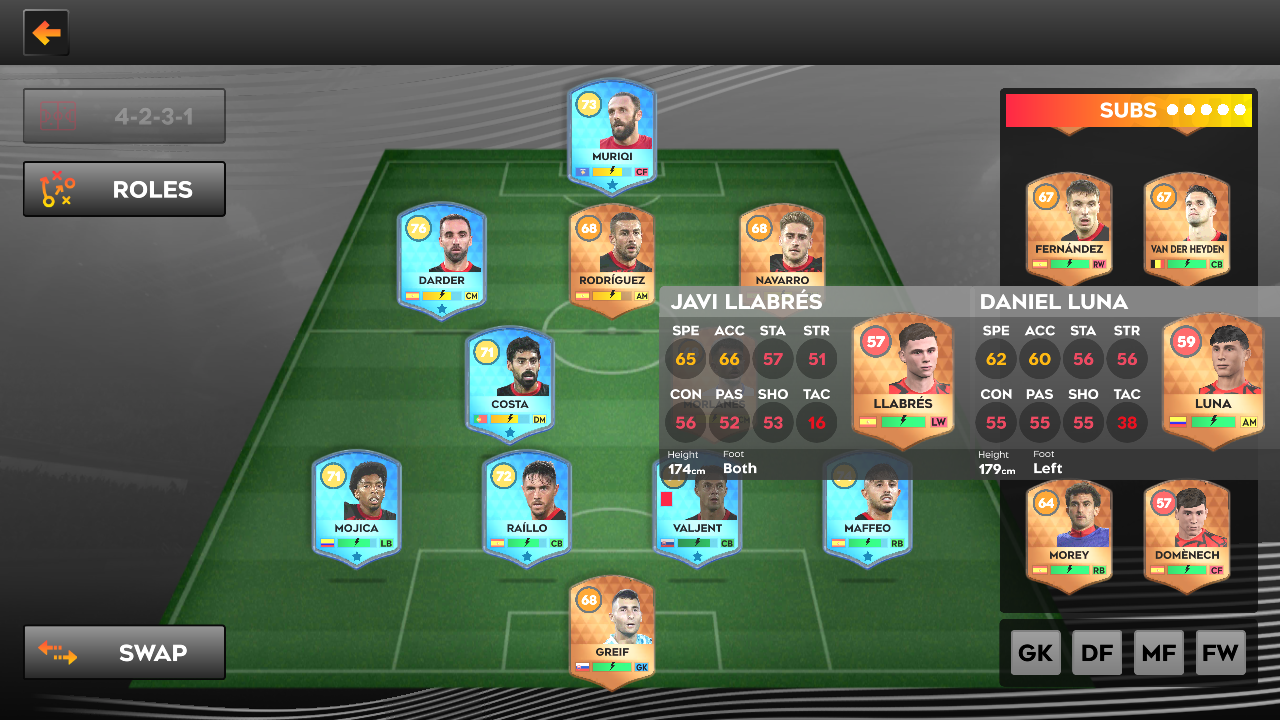 4-2-3-1
ROLES
SWAP
73
MURIQI
CF
76
DARDER
CM
68
RODRÍGUEZ
AM
68
NAVARRO
71
COSTA
DM
71
MOJICA
LB
72
RAÍLLO
CB
VALJENT
CB
MAFFEO
RB
68
GREIF
GK
SUBS
67
FERNÁNDEZ
RW
67
VAN DER HEYDEN
CB
JAVI LLABRÉS
SPE ACC STA STR
65 66 57 51
CON PAS SHO TAC
56 52 53 16
Height Foot
174cm Both
57
LLABRÉS
LW
DANIEL LUNA
SPE ACC STA STR
62 60 56 56
CON PAS SHO TAC
55 55 55 38
Height Foot
179cm Left
59
LUNA
AM
64
MOREY
RB
57
DOMÈNECH
CF
GK DF MF FW